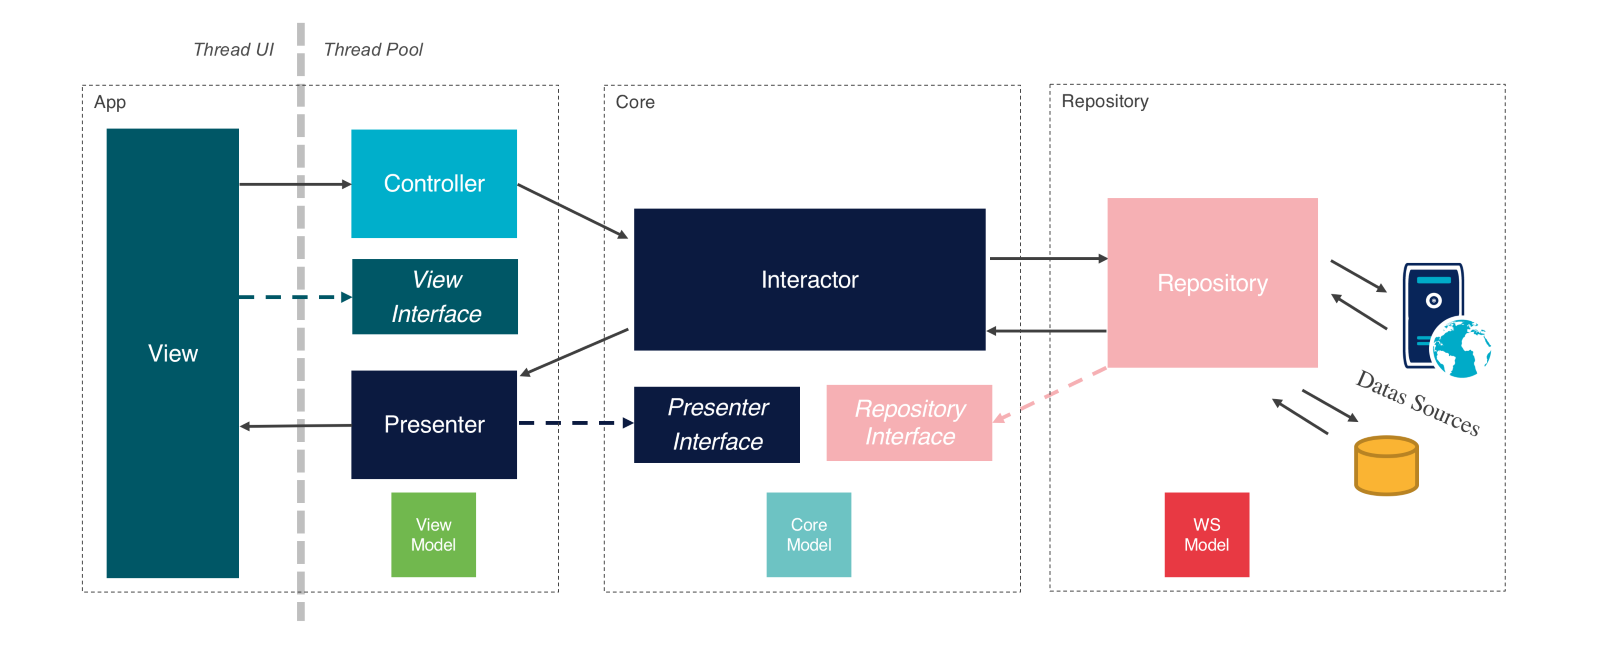 Thread UI
Thread Pool
App
Core
Repository
Controller
View
Interface
View
Presenter
View
Model
Interactor
Presenter
Interface
Repository
Interface
Core
Model
Repository
Datas Sources
WS
Model